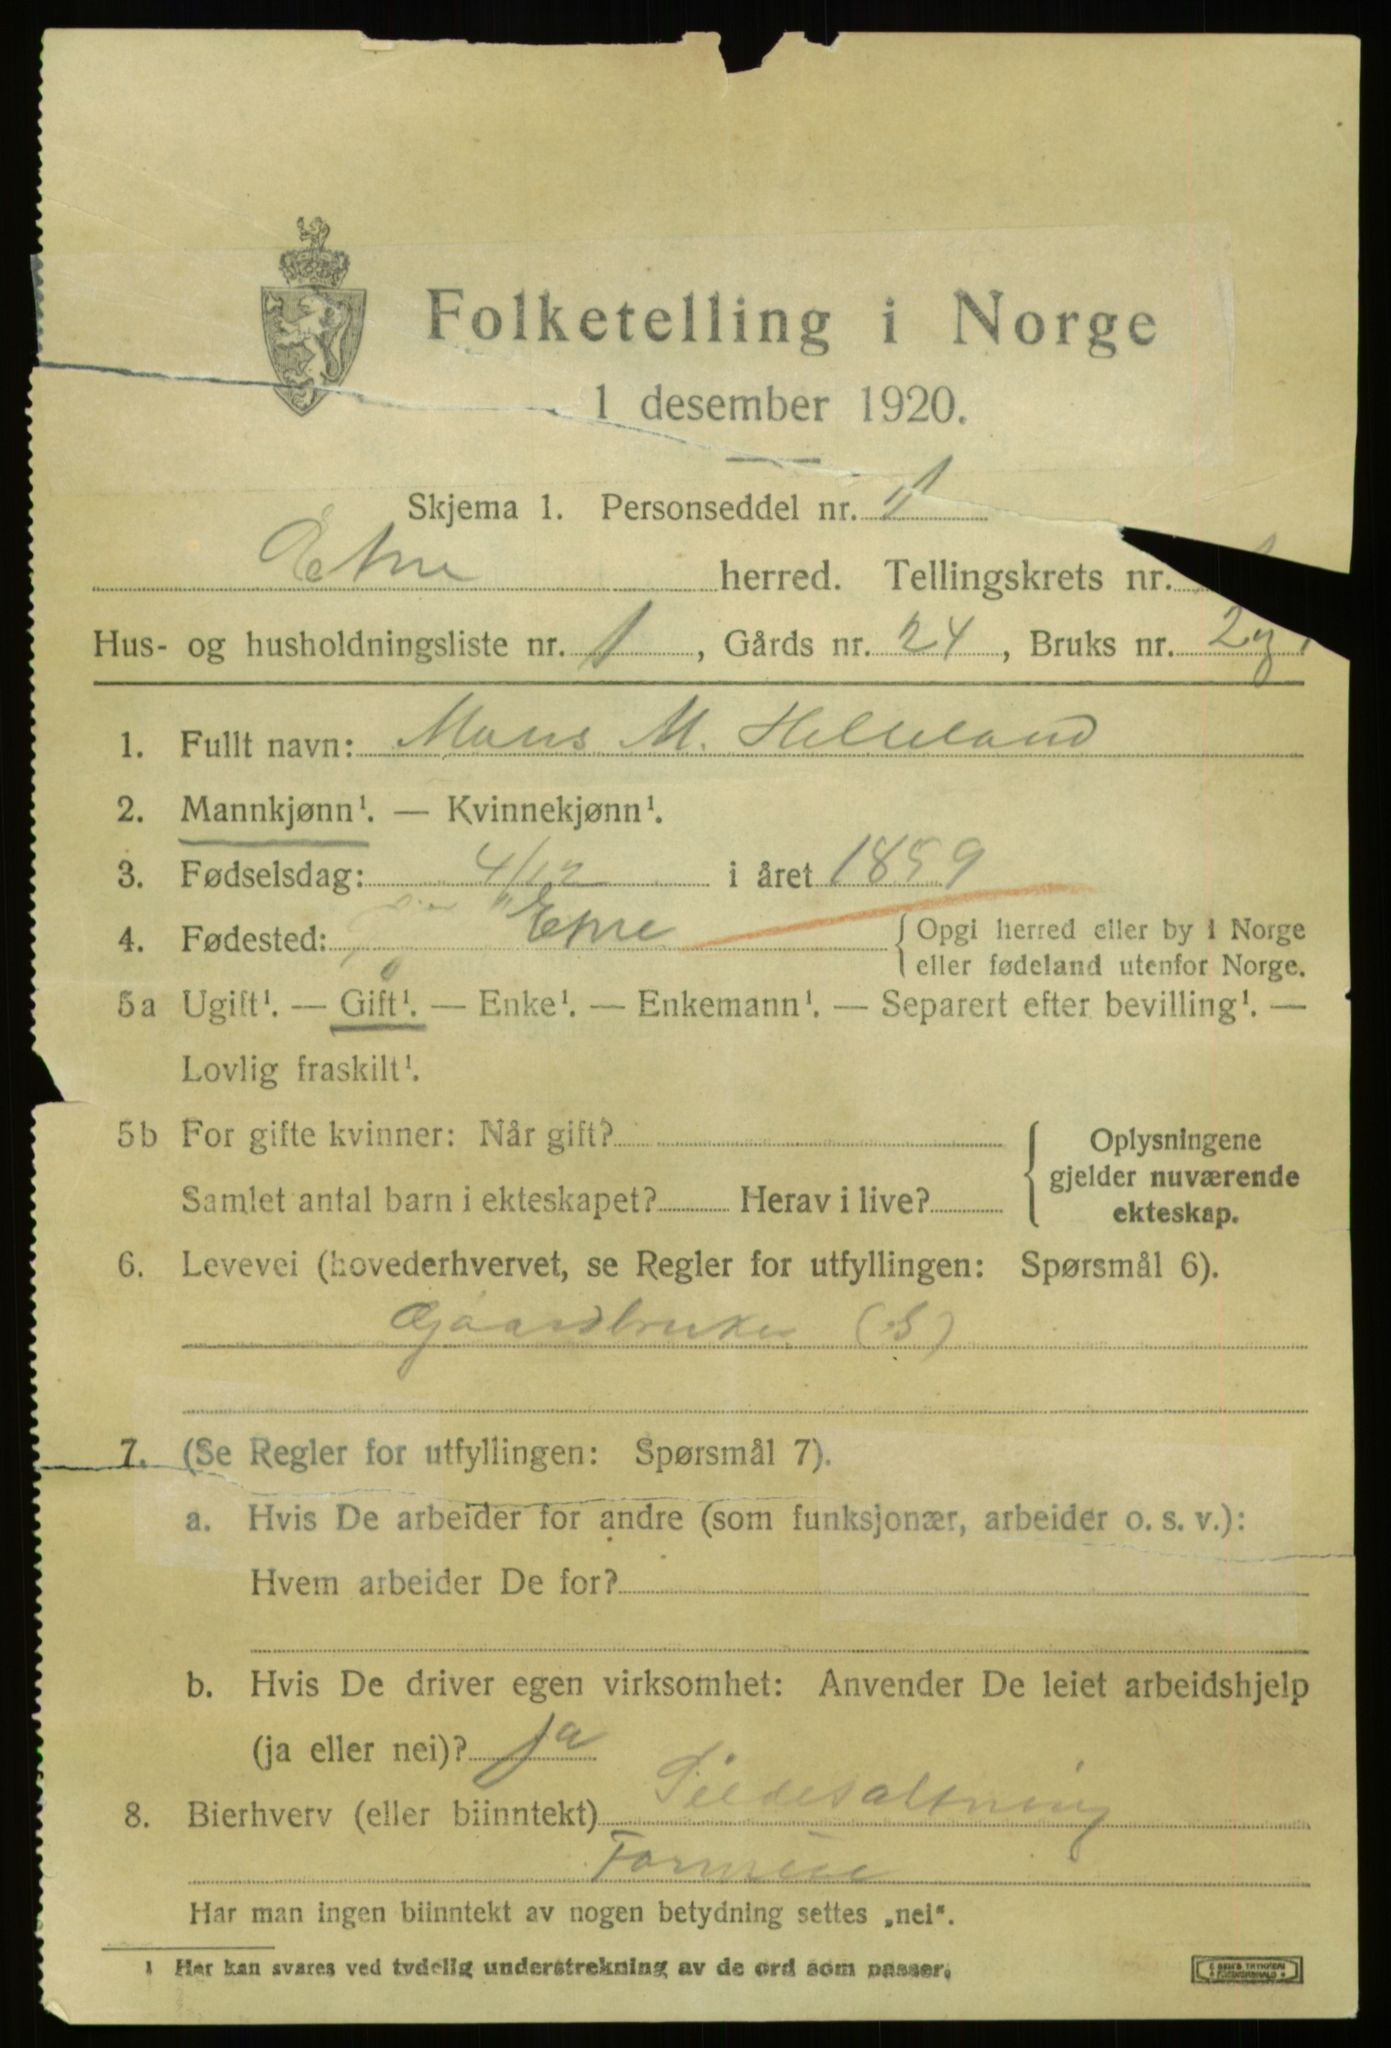 Folketelling i Norge
1 desember 1920.
Skjema 1. Personseddel nr. 1
Etne herred. Tellingskrets nr.
Hus- og husholdningsliste nr. 1, Gårds nr. 24, Bruks nr. 2 og 1
1. Fullt navn: Mons M. Helleland
2. Mannkjønn¹. — Kvinnekjønn¹.
3. Fødselsdag: 4/12 i året 1859
4. Fødested: Etne { Opgi herred eller by i Norge
eller fødeland utenfor Norge.
5a Ugift¹. — Gift¹. — Enke¹. — Enkemann¹. — Separert efter bevilling¹. —
Lovlig fraskilt¹.
5b For gifte kvinner: Når gift?
Samlet antal barn i ekteskapet? Herav i live?
Oplysningene
gjelder nuværende
ekteskap.
6. Levevei (hovederhvervet, se Regler for utfyllingen: Spørsmål 6).
Gaardbruker (S)
7. (Se Regler for utfyllingen: Spørsmål 7).
a. Hvis De arbeider for andre (som funksjonær, arbeider o. s. v.):
Hvem arbeider De for?
b. Hvis De driver egen virksomhet: Anvender De leiet arbeidshjelp
(ja eller nei)? ja
8. Bierhverv (eller biinntekt) Sildesaltning
Formue
Har man ingen biinntekt av nogen betydning settes „nei“.
1 Her kan svares ved tydelig understrekning av de ord som passer.